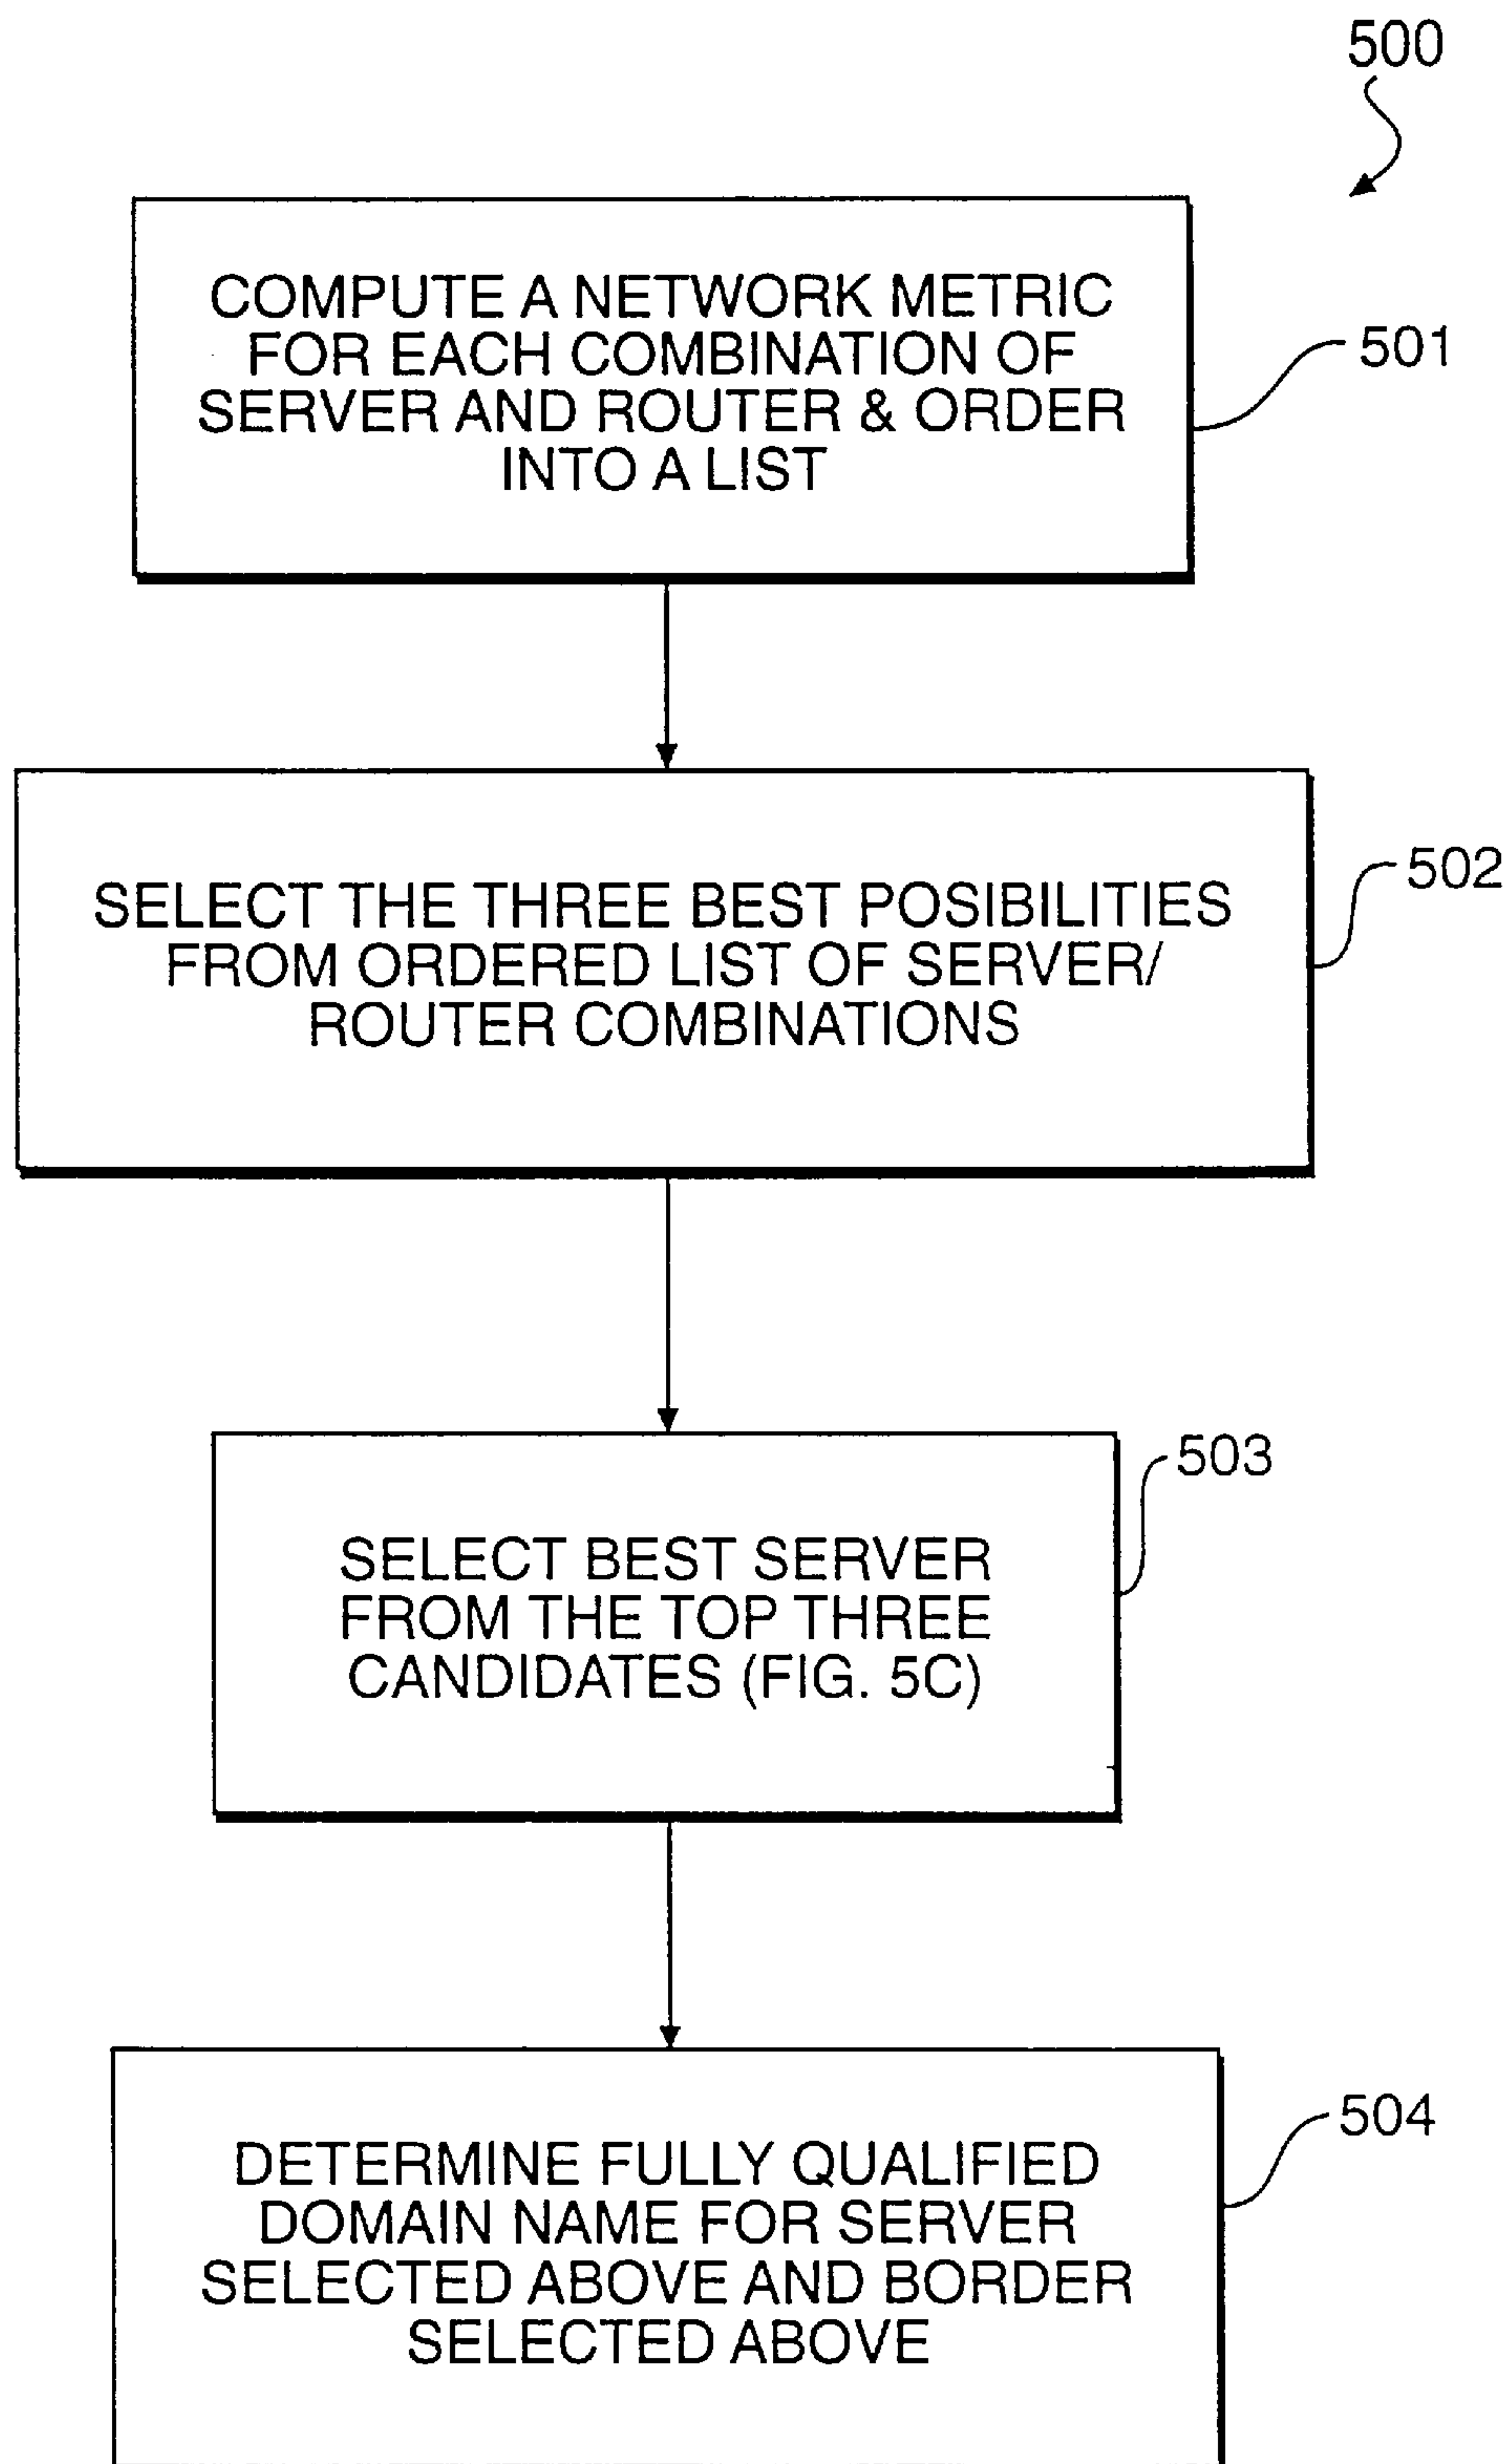 500
COMPUTE A NETWORK METRIC
FOR EACH COMBINATION OF
SERVER AND ROUTER & ORDER
INTO A LIST
501
SELECT THE THREE BEST POSIBILITIES
FROM ORDERED LIST OF SERVER/
ROUTER COMBINATIONS
502
SELECT BEST SERVER
FROM THE TOP THREE
CANDIDATES (FIG. 5C)
503
DETERMINE FULLY QUALIFIED
DOMAIN NAME FOR SERVER
SELECTED ABOVE AND BORDER
SELECTED ABOVE
504